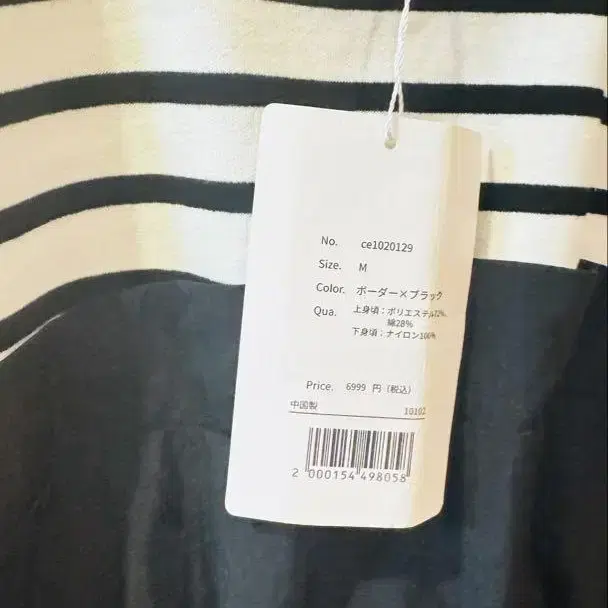 No. ce1020129
Size. M
Color. ボーダー×ブラック
Qua. 上身頃:ポリエステル72%、
綿28%
下身頃:ナイロン100%
Price. 6999 円(税込)
中国製 10102
2 000154 498058